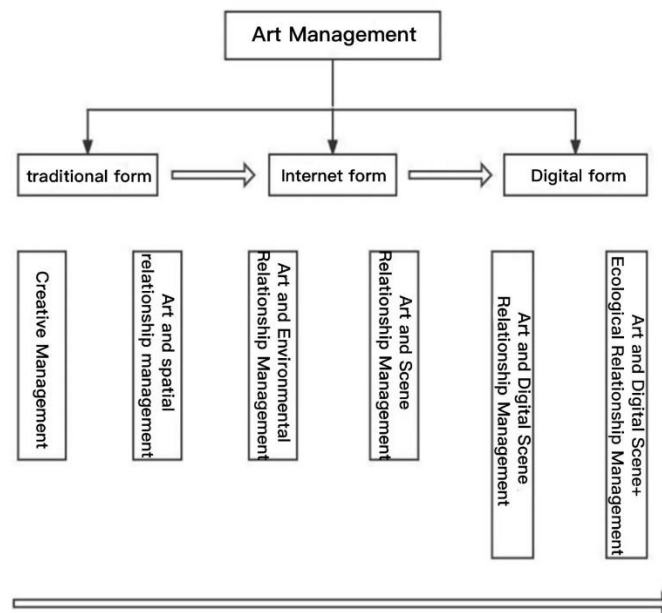 Art Management
traditional form
Internet form
Digital form
Creative Management
Art and spatial
relationship management
Art and Environmental
Relationship Management
Art and Scene
Relationship Management
Art and Digital Scene
Relationship Management
Art and Digital Scene+
Ecological Relationship Management